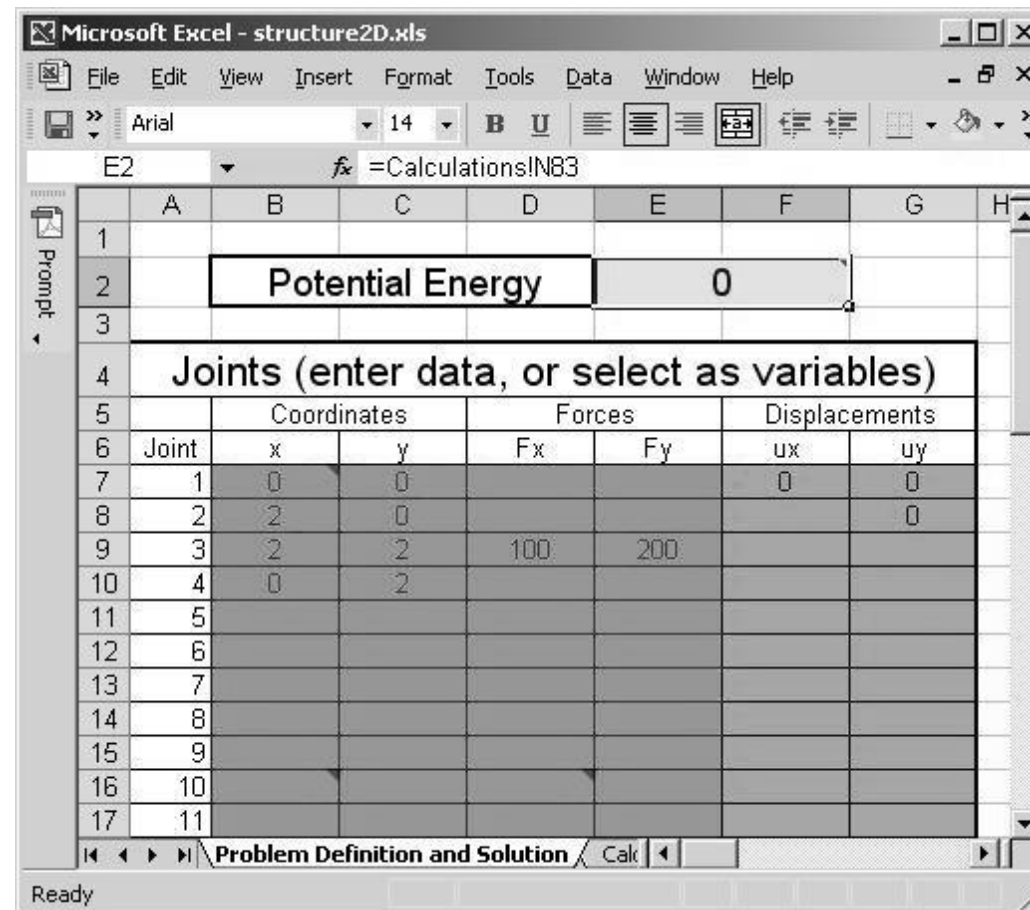 Microsoft Excel - structure2D.xls
File Edit View Insert Format Tools Data Window Help
Arial 14 B U
E2 fx =Calculations!N83
Prompt
A B C D E F G H
1
2 Potential Energy 0
3
4 Joints (enter data, or select as variables)
5 Coordinates Forces Displacements
6 Joint x y Fx Fy ux uy
7 1 0 0 0 0
8 2 2 0 0
9 3 2 2 100 200
10 4 0 2
11 5
12 6
13 7
14 8
15 9
16 10
17 11
Problem Definition and Solution
Ready